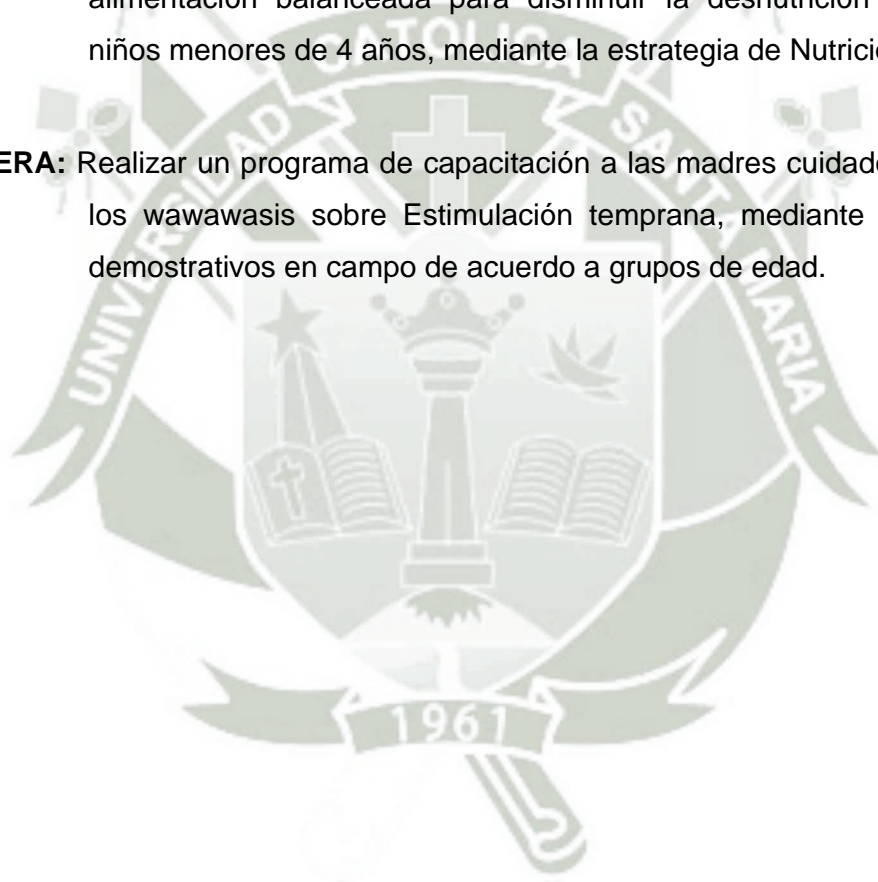 alimentación balanceada para disminuir la desnutrición
niños menores de 4 años, mediante la estrategia de
ERA: Realizar un programa de capacitación a las madres
los wawawasis sobre Estimulación temprana, mediante
demostrativos en campo de acuerdo a grupos de edad.
UNIVERSIDAD CATOLICA SANTA MARIA
1961